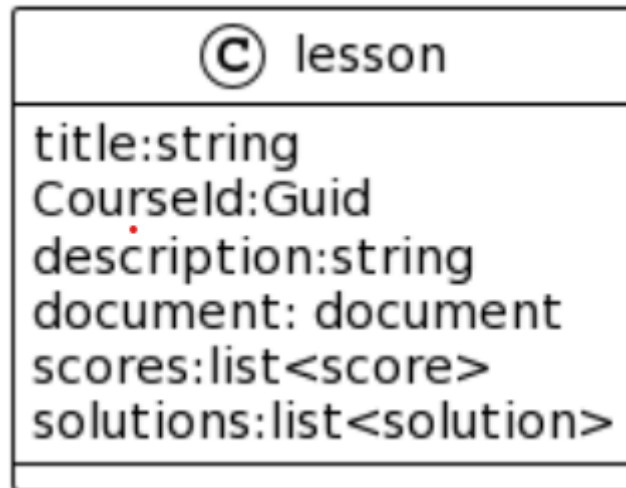 C lesson
title:string
CourseId:Guid
description:string
document: document
scores:list<score>
solutions:list<solution>